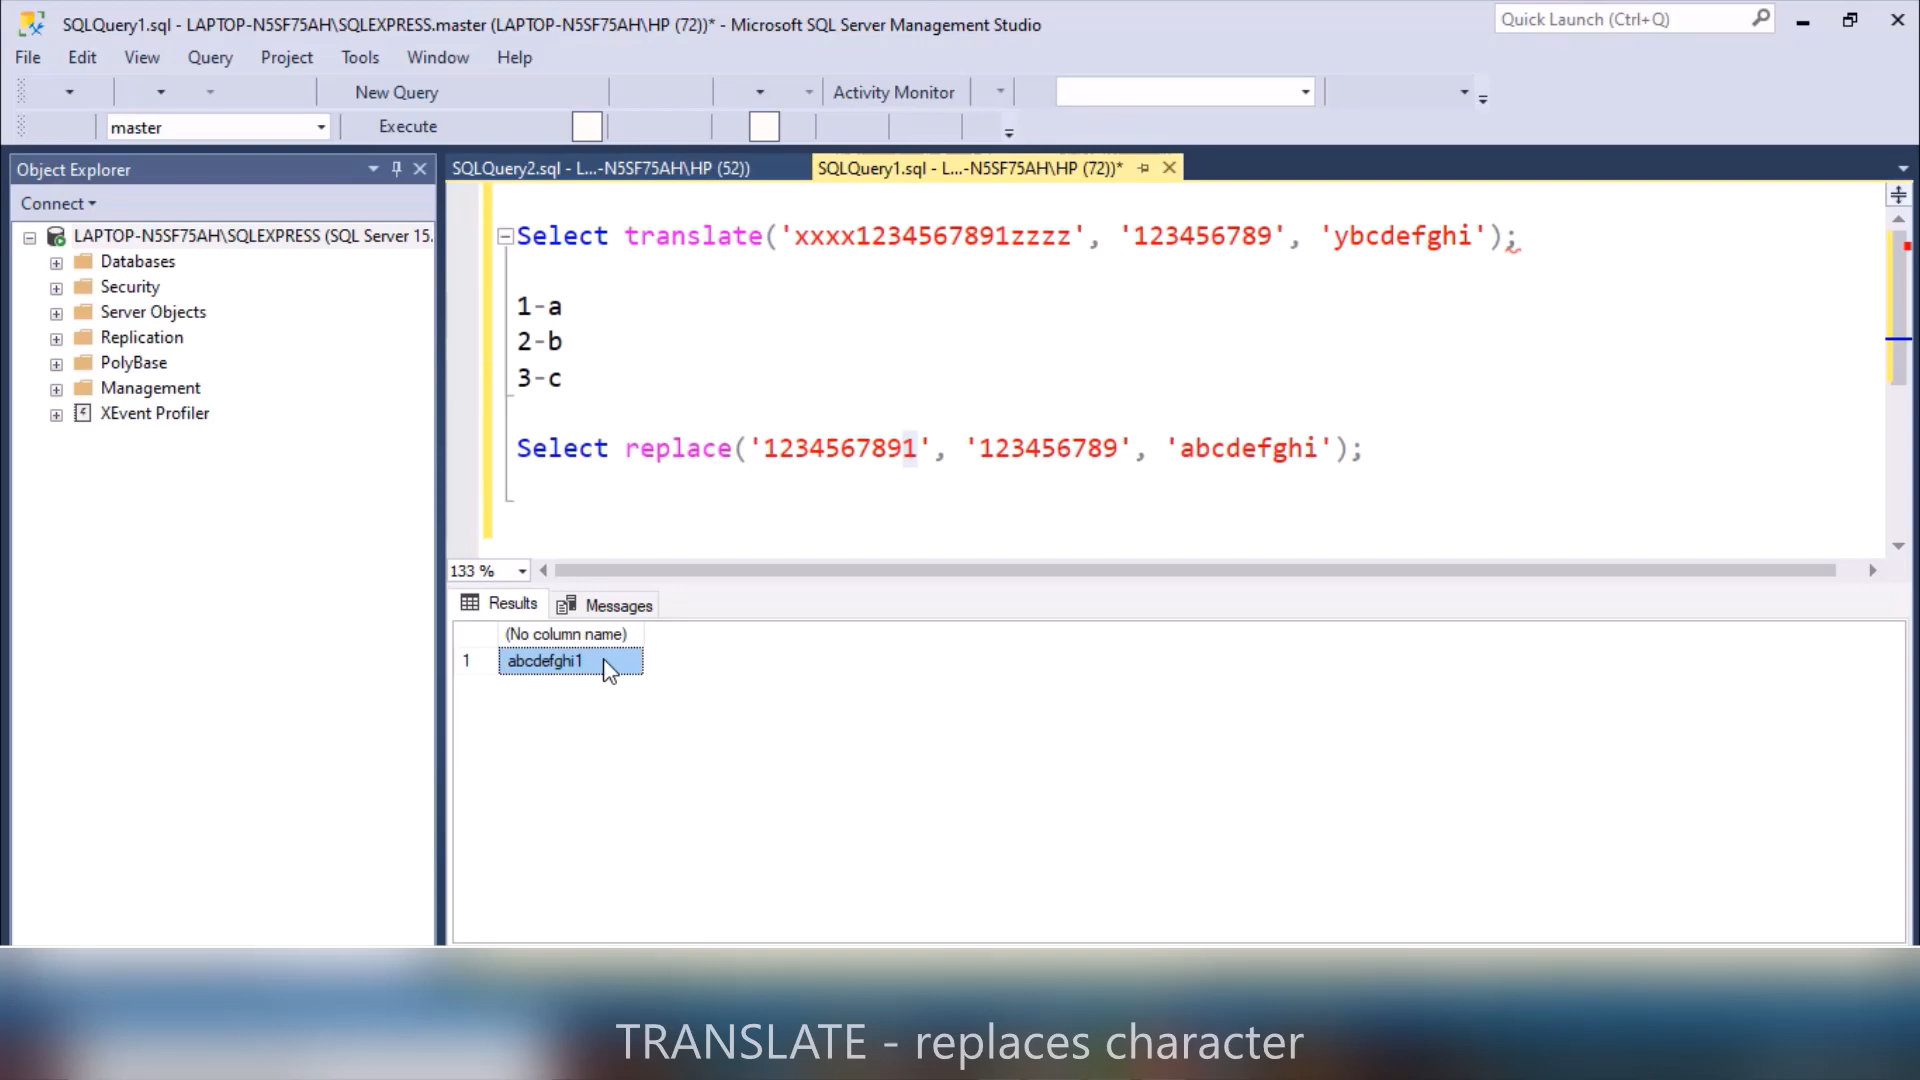 SQLQuery1.sql - LAPTOP-N5SF75AH\SQLEXPRESS.master (LAPTOP-N5SF75AH\HP (72))* - Microsoft SQL Server Management Studio
Quick Launch (Ctrl+Q)
File Edit View Query Project Tools Window Help
New Query Activity Monitor
master Execute
Object Explorer
SQLQuery2.sql - L...-N5SF75AH\HP (52)) SQLQuery1.sql - L...-N5SF75AH\HP (72))*
Connect
LAPTOP-N5SF75AH\SQLEXPRESS (SQL Server 15.
Databases
Security
Server Objects
Replication
PolyBase
Management
XEvent Profiler
Select translate('xxxx1234567891zzzz', '123456789', 'ybcdefghi');
1-a
2-b
3-c
Select replace('1234567891', '123456789', 'abcdefghi');
133 %
Results Messages
(No column name)
1 abcdefghi1
TRANSLATE - replaces character